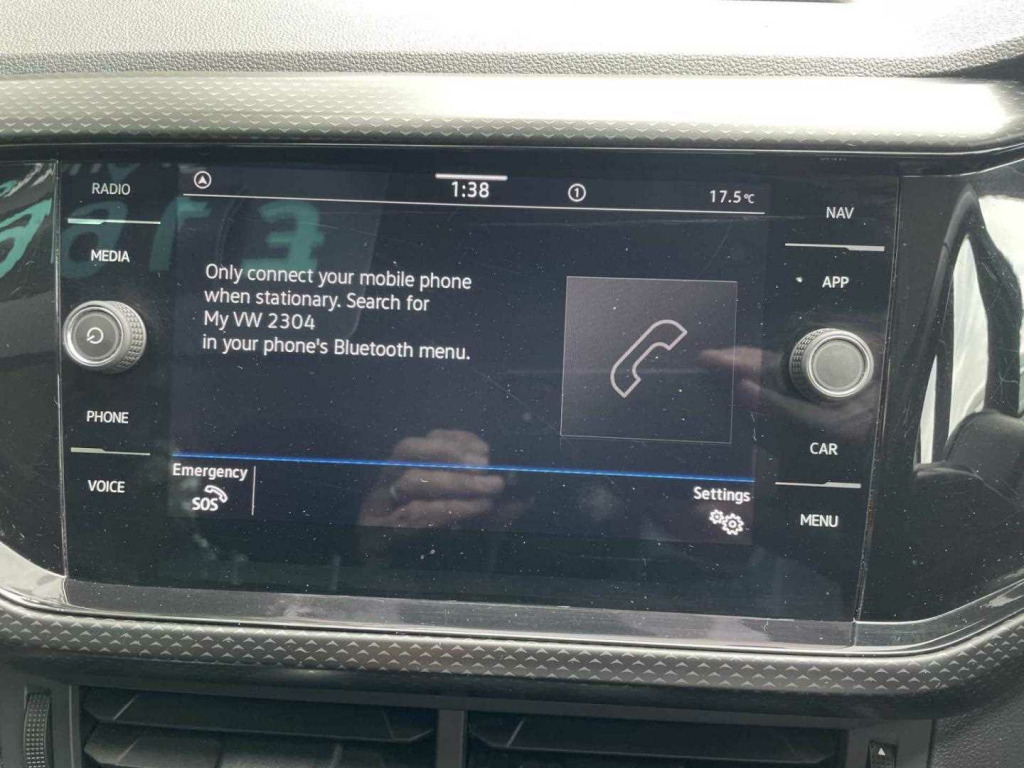 RADIO
MEDIA
PHONE
VOICE
1:38
1
17.5°C
Only connect your mobile phone
when stationary. Search for
My VW 2304
in your phone's Bluetooth menu.
Emergency
SOS
Settings
NAV
APP
CAR
MENU